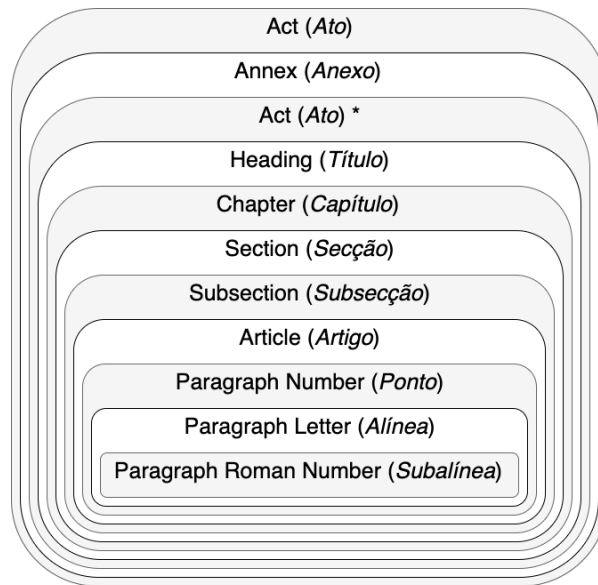 Act (Ato)
Annex (Anexo)
Act (Ato) *
Heading (Título)
Chapter (Capítulo)
Section (Secção)
Subsection (Subsecção)
Article (Artigo)
Paragraph Number (Ponto)
Paragraph Letter (Alínea)
Paragraph Roman Number (Subalínea)